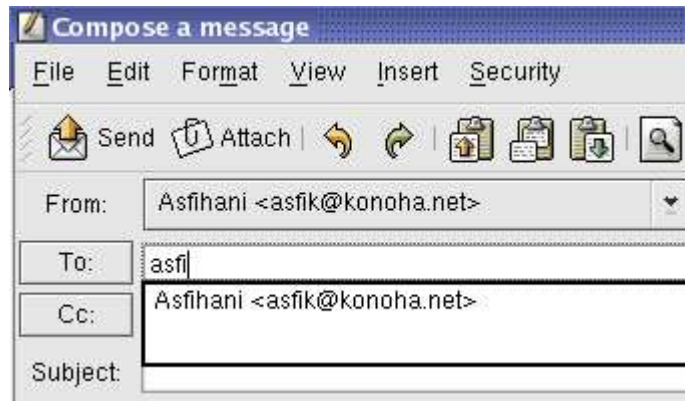 Compose a message
File Edit Format View Insert Security
Send Attach
From: Asfihani <asfik@konoha.net>
To: asfi
Asfihani <asfik@konoha.net>
Cc:
Subject: